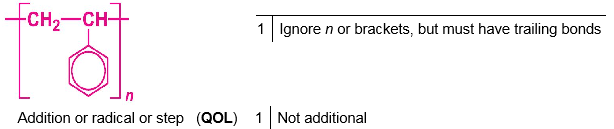 CH₂ CH
n
1 Ignore n or brackets, but must have trailing bonds
Addition or radical or step (QOL) 1 Not additional